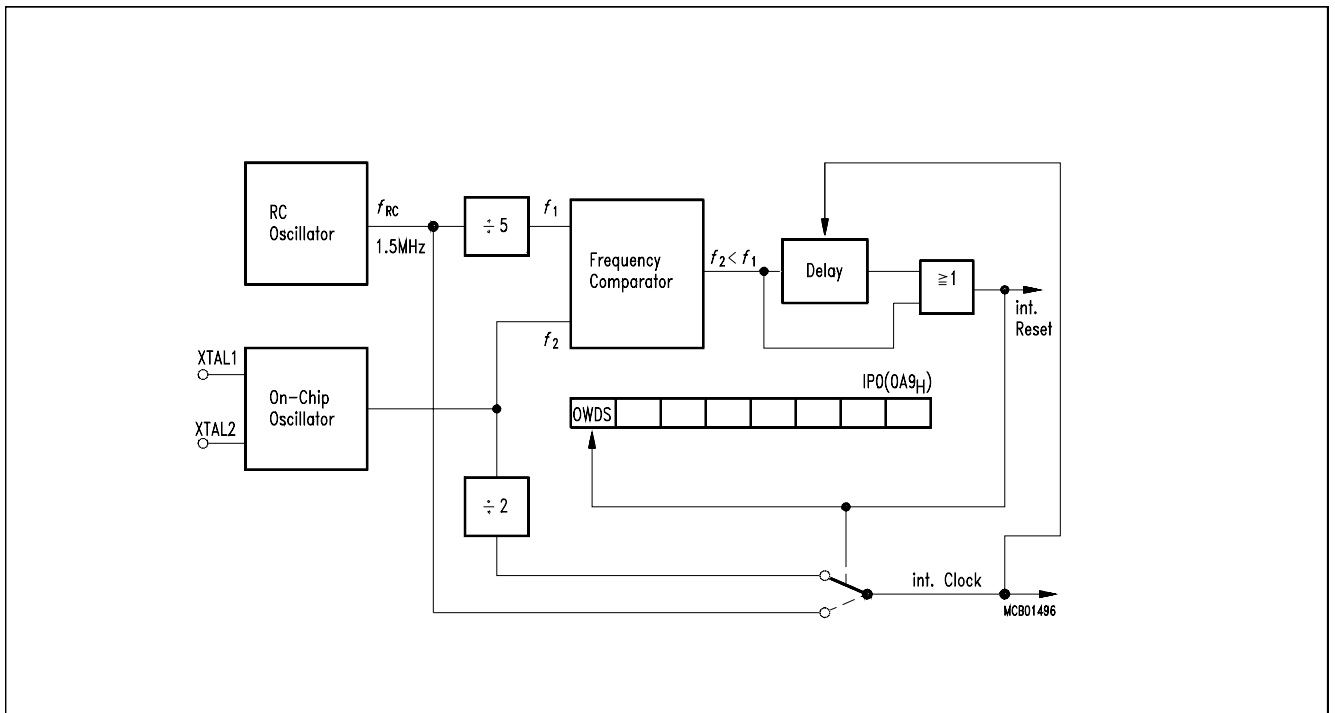 RC
Oscillator
fRC
1.5MHz
÷ 5
f1
Frequency
Comparator
f2
f2 < f1
Delay
≧1
int.
Reset
XTAL1
XTAL2
On-Chip
Oscillator
IP0(0A9H)
OWDS
÷ 2
int. Clock
MCB01496